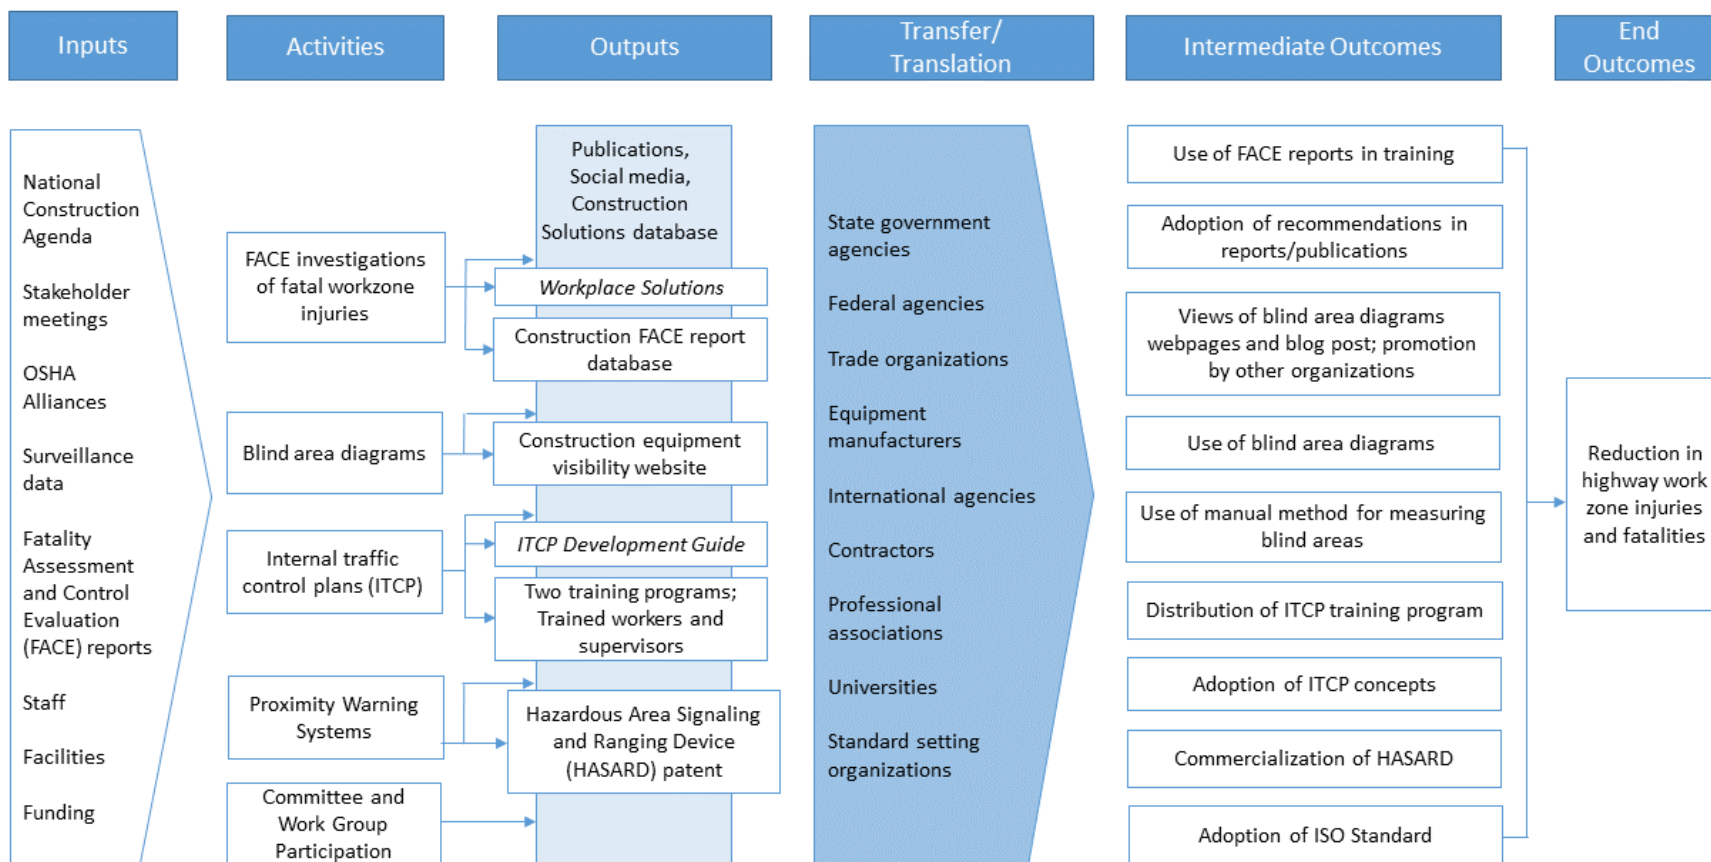 Inputs
Activities
Outputs
Transfer/
Translation
Intermediate Outcomes
End
Outcomes
National
Construction
Agenda
Stakeholder
meetings
OSHA
Alliances
Surveillance
data
Fatality
Assessment
and Control
Evaluation
(FACE) reports
Staff
Facilities
Funding
FACE investigations
of fatal workzone
injuries
Blind area diagrams
Internal traffic
control plans (ITCP)
Proximity Warning
Systems
Committee and
Work Group
Participation
Publications,
Social media,
Construction
Solutions database
Workplace Solutions
Construction FACE report
database
Construction equipment
visibility website
ITCP Development Guide
Two training programs;
Trained workers and
supervisors
Hazardous Area Signaling
and Ranging Device
(HASARD) patent
State government
agencies
Federal agencies
Trade organizations
Equipment
manufacturers
International agencies
Contractors
Professional
associations
Universities
Standard setting
organizations
Use of FACE reports in training
Adoption of recommendations in
reports/publications
Views of blind area diagrams
webpages and blog post; promotion
by other organizations
Use of blind area diagrams
Use of manual method for measuring
blind areas
Distribution of ITCP training program
Adoption of ITCP concepts
Commercialization of HASARD
Adoption of ISO Standard
Reduction in
highway work
zone injuries
and fatalities